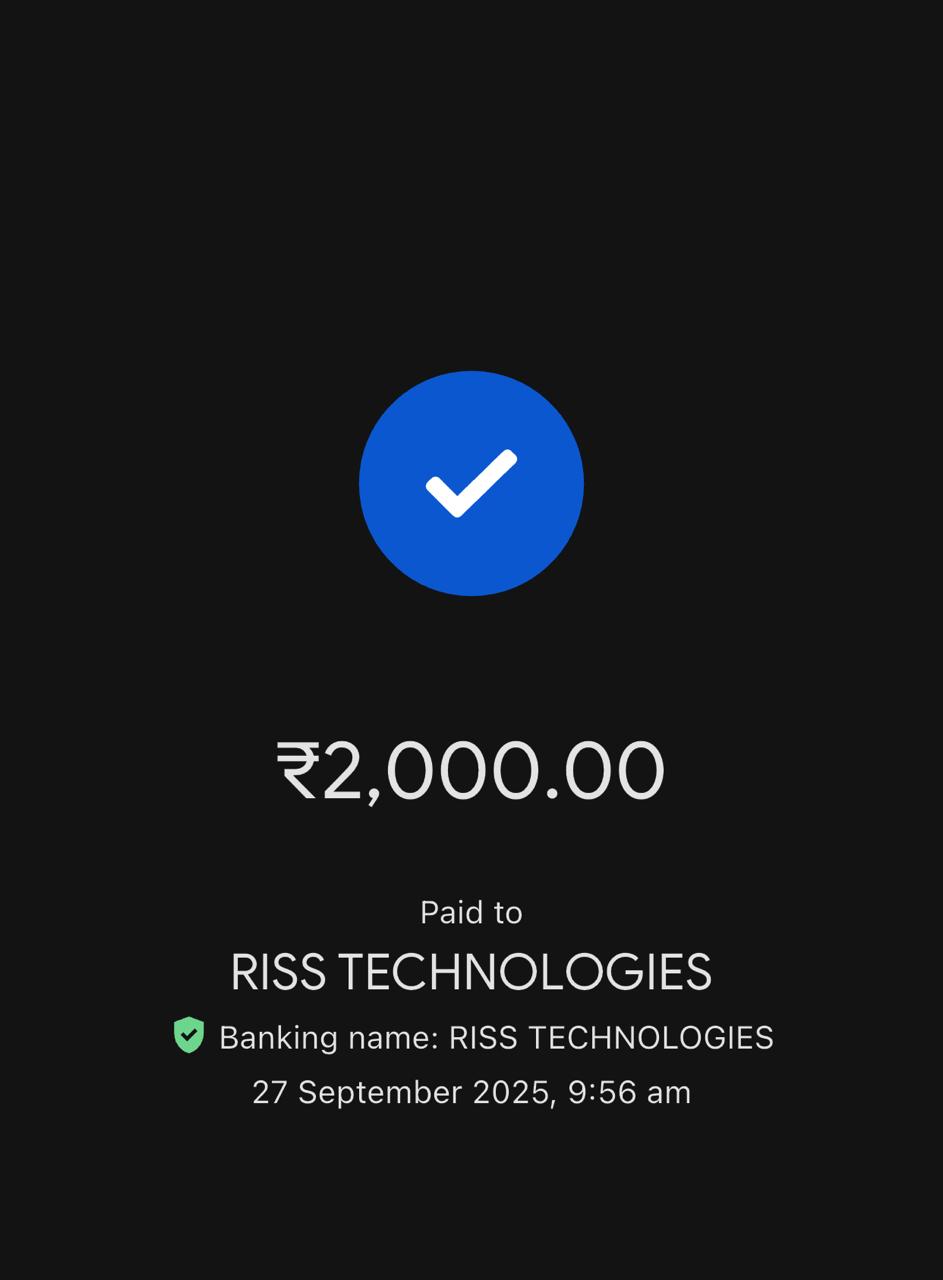 ₹2,000.00
Paid to
RISS TECHNOLOGIES
Banking name: RISS TECHNOLOGIES
27 September 2025, 9:56 am